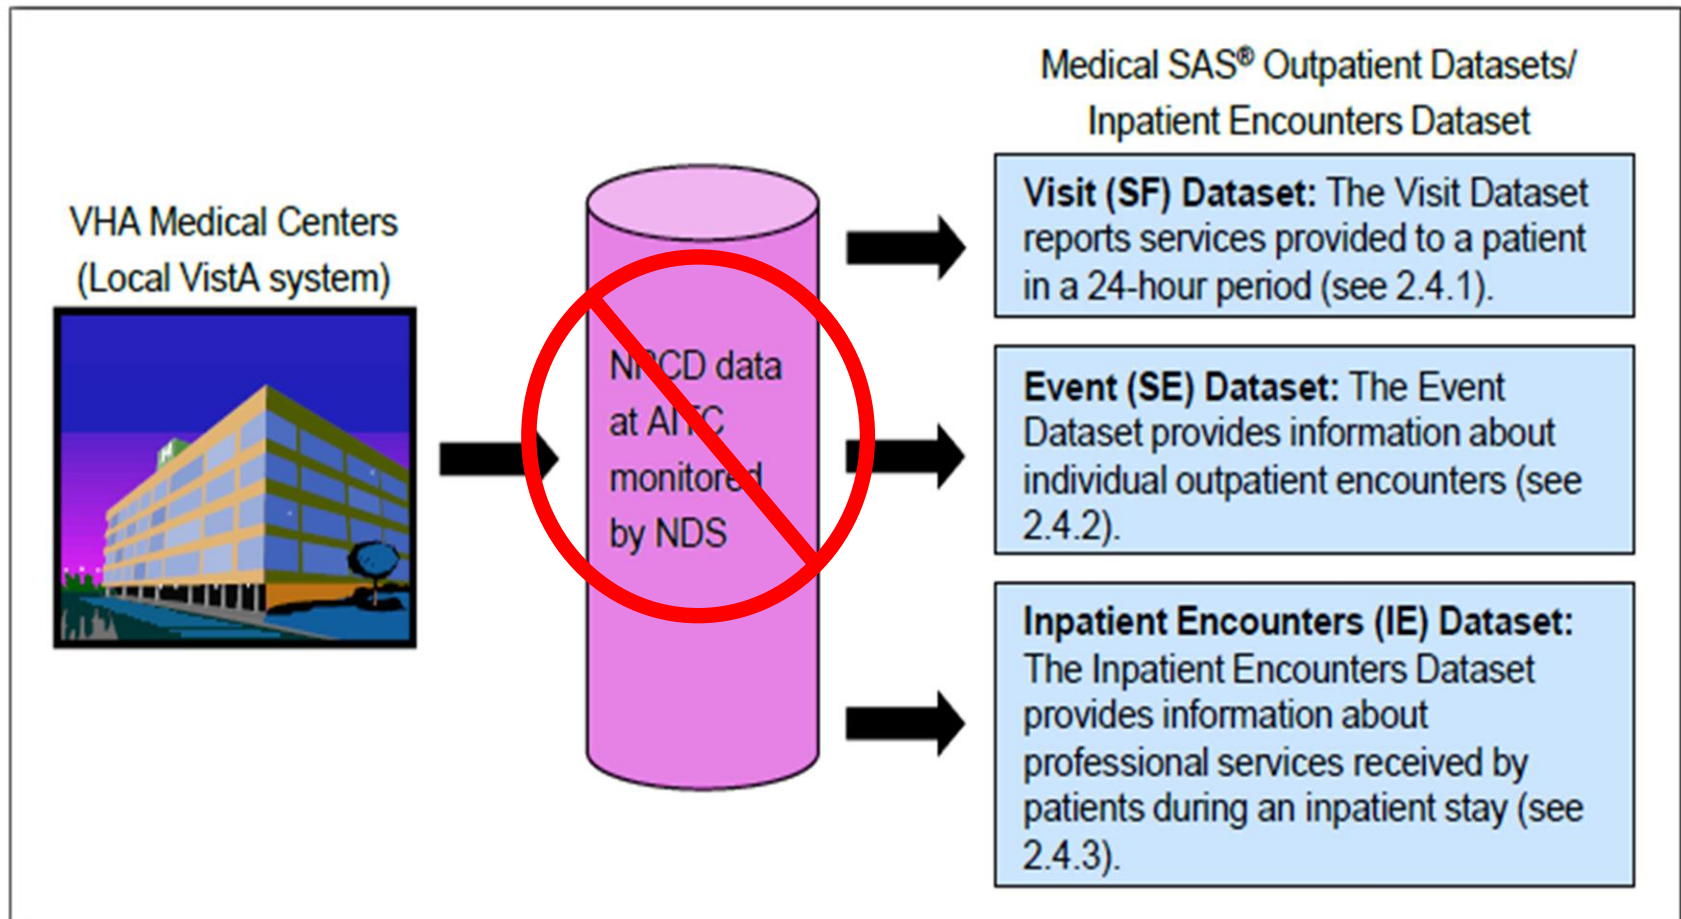 Medical SAS® Outpatient Datasets/
Inpatient Encounters Dataset
VHA Medical Centers
(Local VistA system)
NPCD data
at AITC
monitored
by NDS
Visit (SF) Dataset: The Visit Dataset
reports services provided to a patient
in a 24-hour period (see 2.4.1).
Event (SE) Dataset: The Event
Dataset provides information about
individual outpatient encounters (see
2.4.2).
Inpatient Encounters (IE) Dataset:
The Inpatient Encounters Dataset
provides information about
professional services received by
patients during an inpatient stay (see
2.4.3).